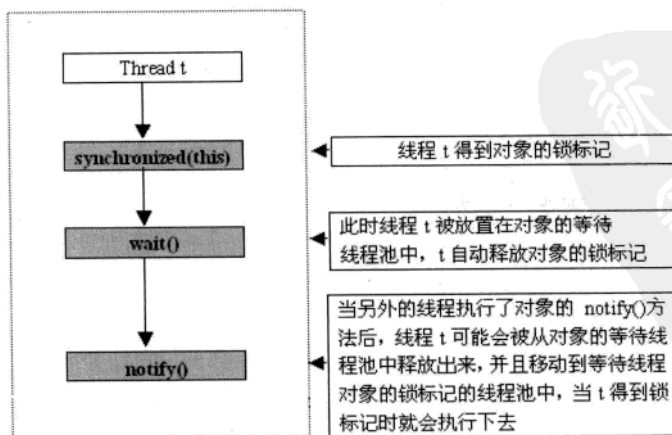 Thread t
synchronized(this)
线程 t 得到对象的锁标记
wait()
此时线程 t 被放置在对象的等待
线程池中，t 自动释放对象的锁标记
notify()
当另外的线程执行了对象的 notify()方
法后，线程 t 可能会被从对象的等待线
程池中释放出来，并且移动到等待线程
对象的锁标记的线程池中，当 t 得到锁
标记时就会执行下去